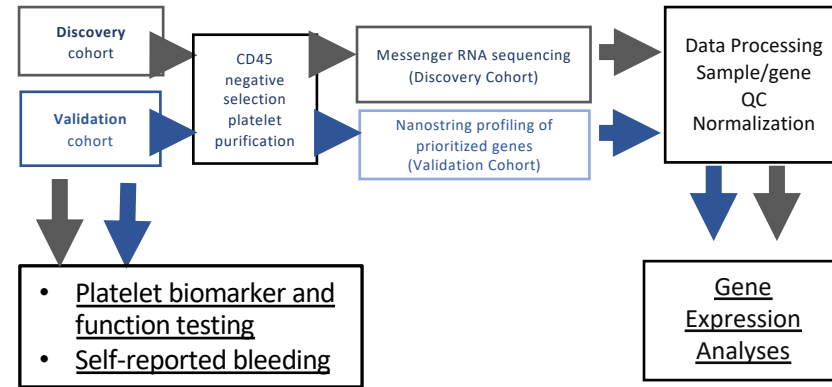 Discovery
cohort
Validation
cohort
CD45
negative
selection
platelet
purification
Messenger RNA sequencing
(Discovery Cohort)
Nanostring profiling of
prioritized genes
(Validation Cohort)
Data Processing
Sample/gene
QC
Normalization
• Platelet biomarker and
function testing
• Self-reported bleeding
Gene
Expression
Analyses